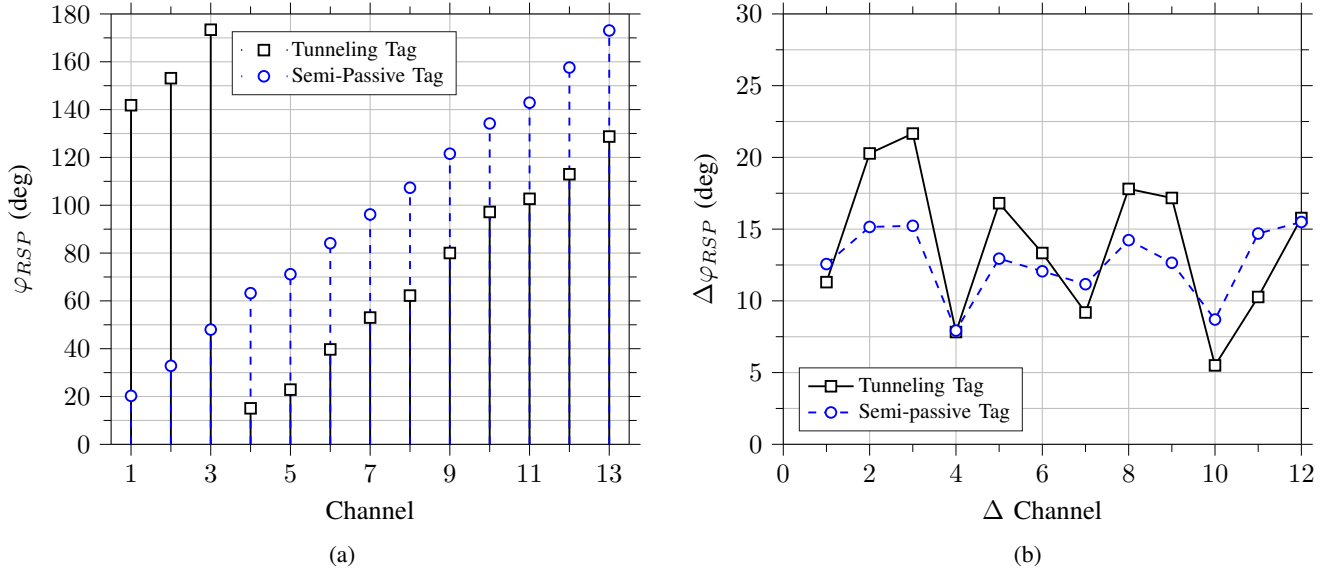 180
160
140
120
100
80
60
40
20
0
φRSP (deg)
Tunneling Tag
Semi-Passive Tag
1 3 5 7 9 11 13
Channel
(a)
30
25
20
15
10
5
0
ΔφRSP (deg)
Tunneling Tag
Semi-passive Tag
0 2 4 6 8 10 12
Δ Channel
(b)